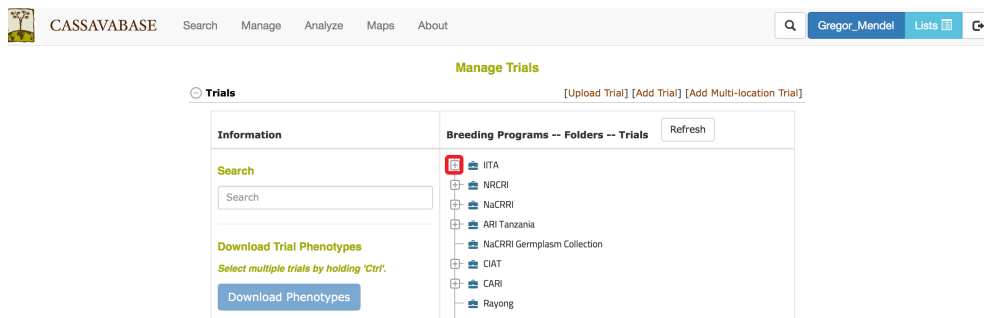 CASSAVABASE Search Manage Analyze Maps About Gregor_Mendel Lists
Manage Trials
Trials [Upload Trial] [Add Trial] [Add Multi-location Trial]
Information Breeding Programs -- Folders -- Trials Refresh
Search
Search
Download Trial Phenotypes
Select multiple trials by holding 'Ctrl'.
Download Phenotypes
IITA
NRCRI
NaCRRI
ARI Tanzania
NaCRRI Germplasm Collection
CIAT
CARI
Rayong